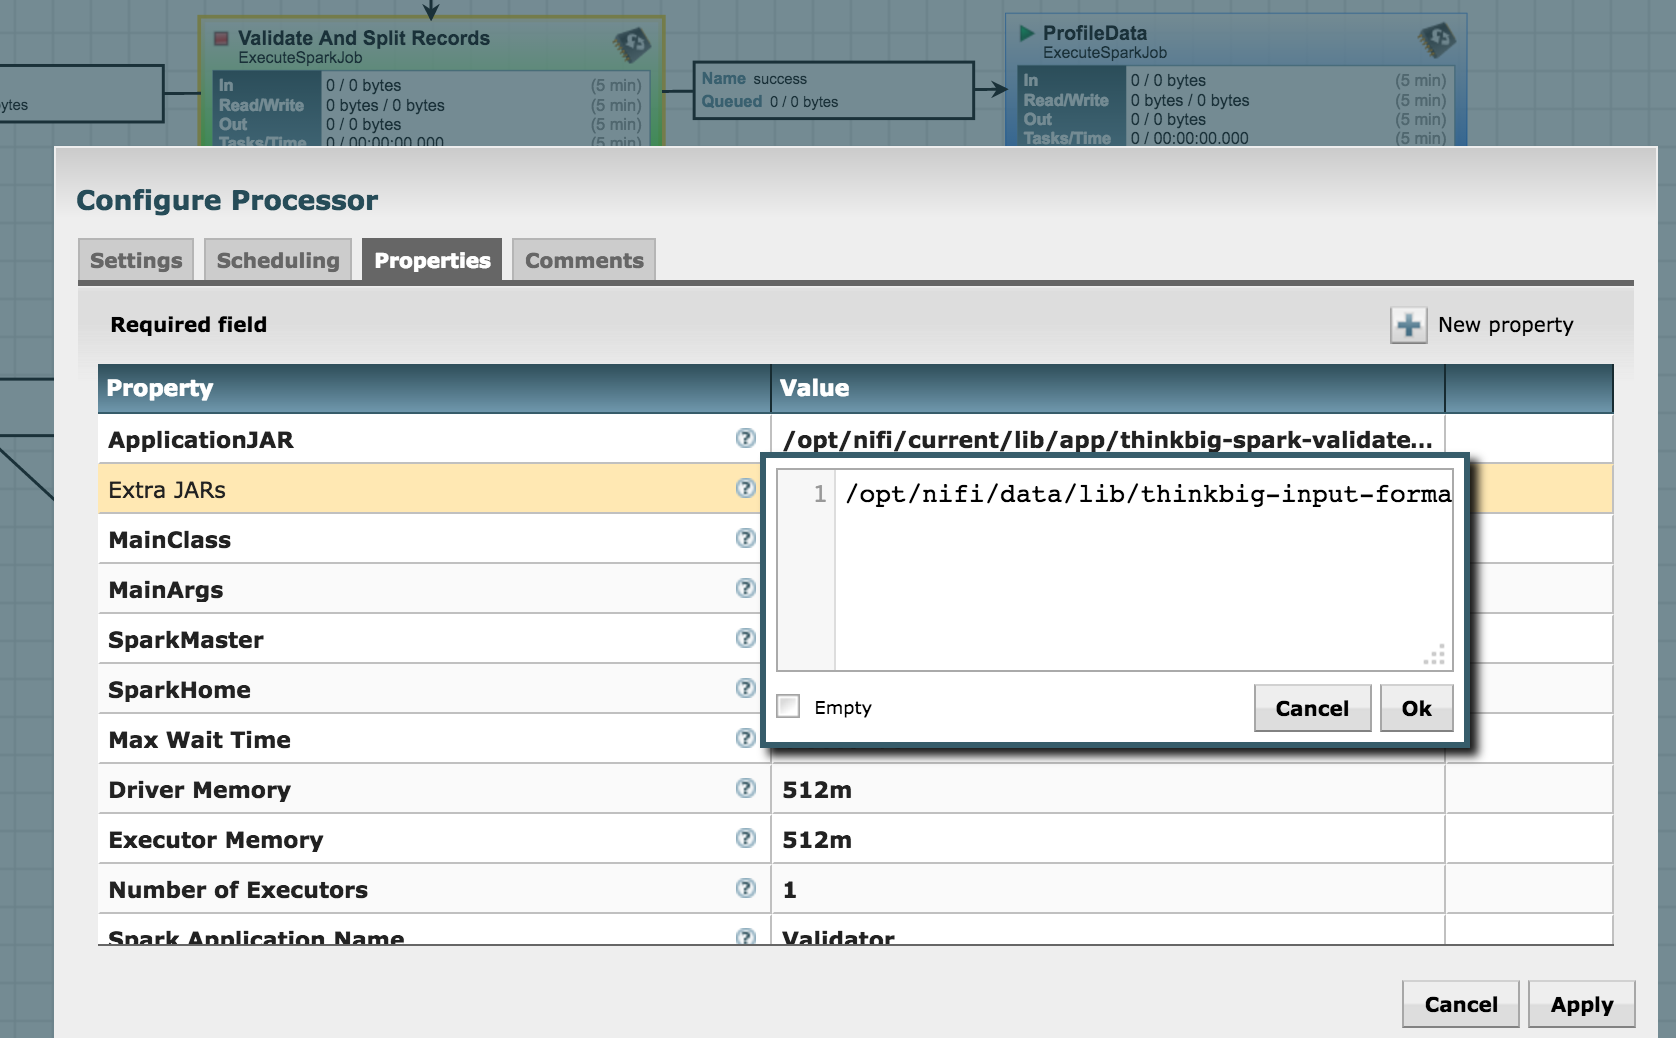 Validate And Split Records
ExecuteSparkJob
In 0 / 0 bytes (5 min)
Read/Write 0 bytes / 0 bytes (5 min)
Out 0 / 0 bytes (5 min)
Tasks/Time 0 / 00:00:00.000 (5 min)
ytes
Name success
Queued 0 / 0 bytes
ProfileData
ExecuteSparkJob
In 0 / 0 bytes (5 min)
Read/Write 0 bytes / 0 bytes (5 min)
Out 0 / 0 bytes (5 min)
Tasks/Time 0 / 00:00:00.000 (5 min)
Configure Processor
Settings Scheduling Properties Comments
Required field
New property
Property Value
ApplicationJAR ? /opt/nifi/current/lib/app/thinkbig-spark-validate...
Extra JARs ?
1 /opt/nifi/data/lib/thinkbig-input-forma
MainClass ?
MainArgs ?
SparkMaster ?
SparkHome ?
Empty Cancel Ok
Max Wait Time ?
Driver Memory ? 512m
Executor Memory ? 512m
Number of Executors ? 1
Spark Application Name ? Validator
Cancel Apply